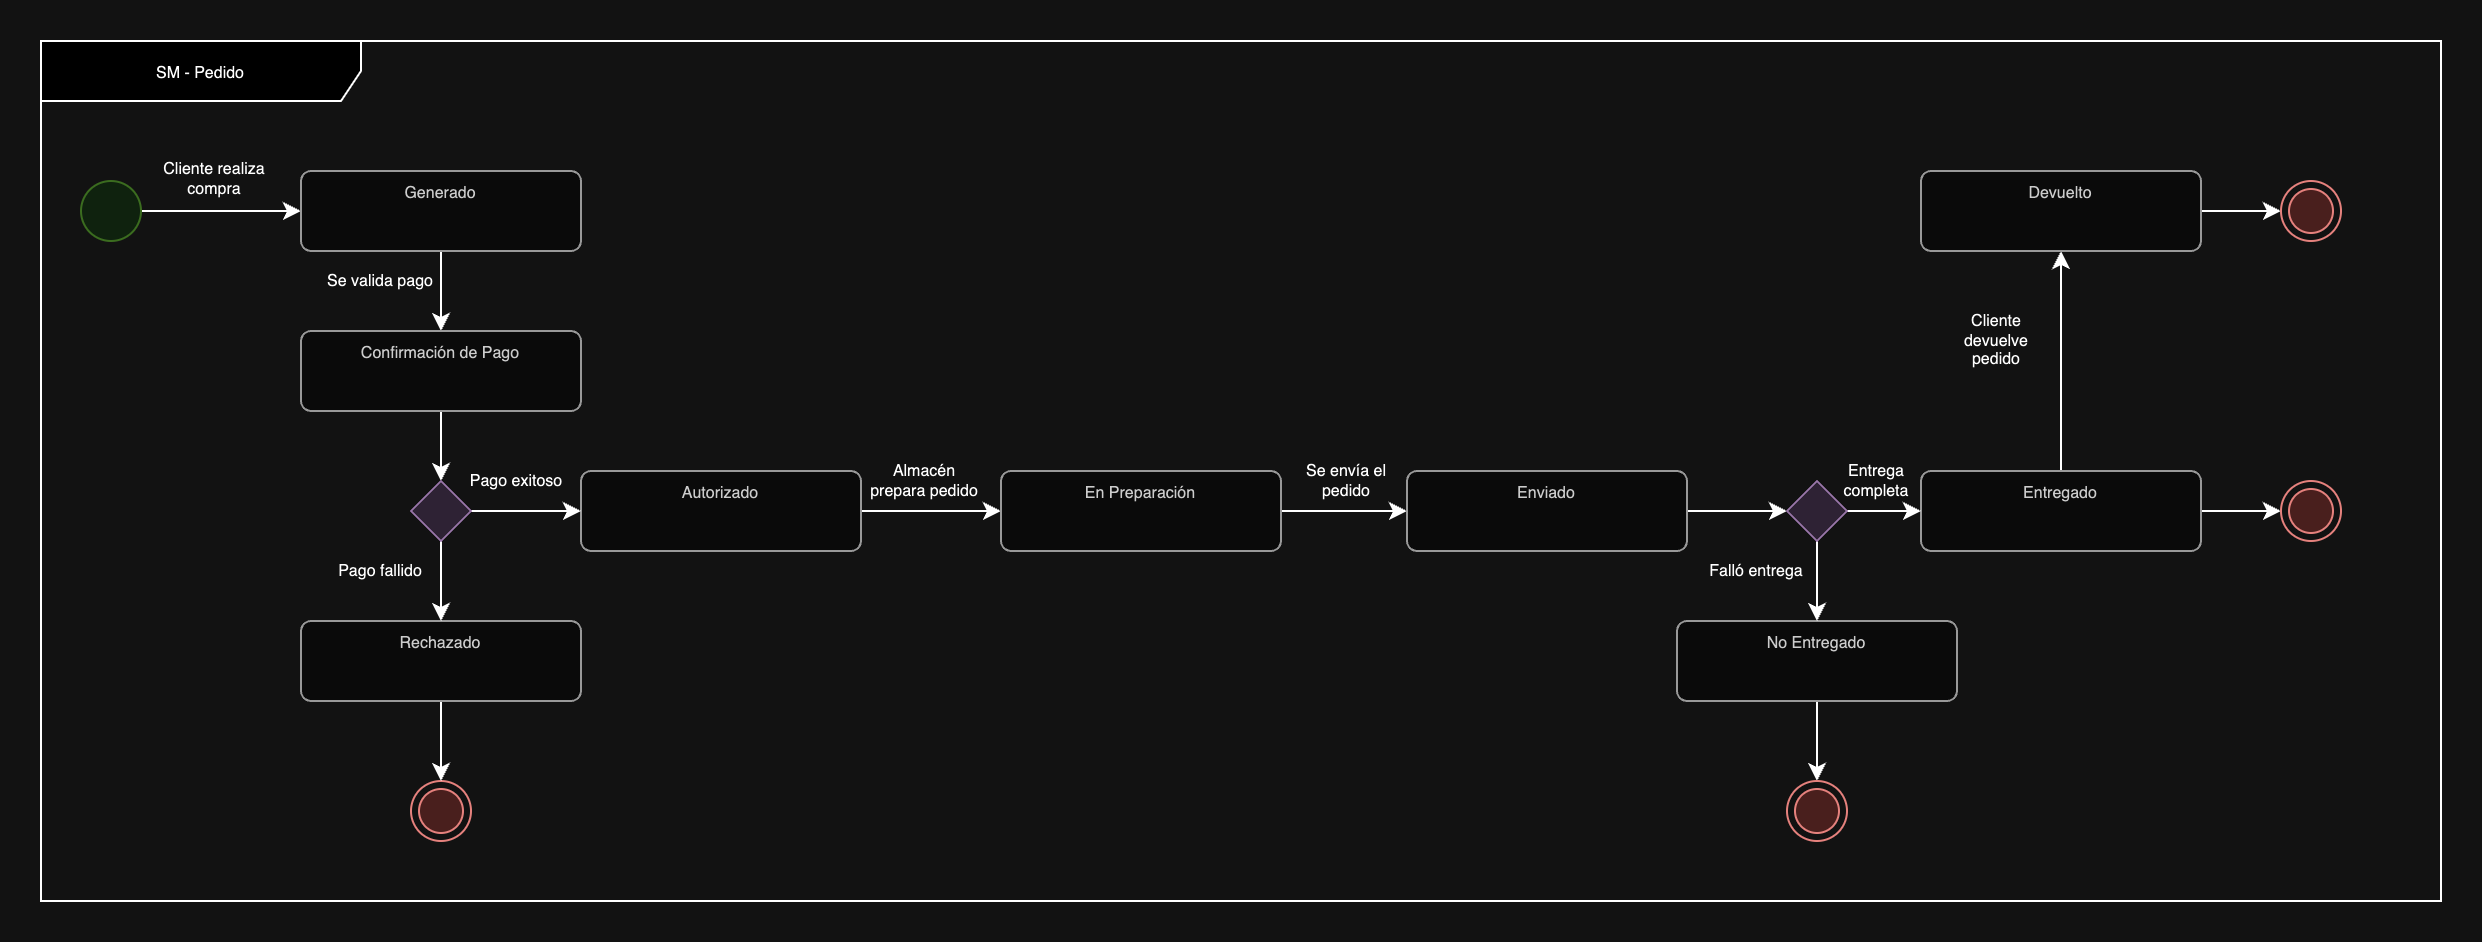 SM - Pedido
Cliente realiza
compra
Generado
Devuelto
Se valida pago
Confirmación de Pago
Cliente
devuelve
pedido
Pago exitoso
Autorizado
Almacén
prepara pedido
En Preparación
Se envía el
pedido
Enviado
Entrega
completa
Entregado
Pago fallido
Falló entrega
Rechazado
No Entregado